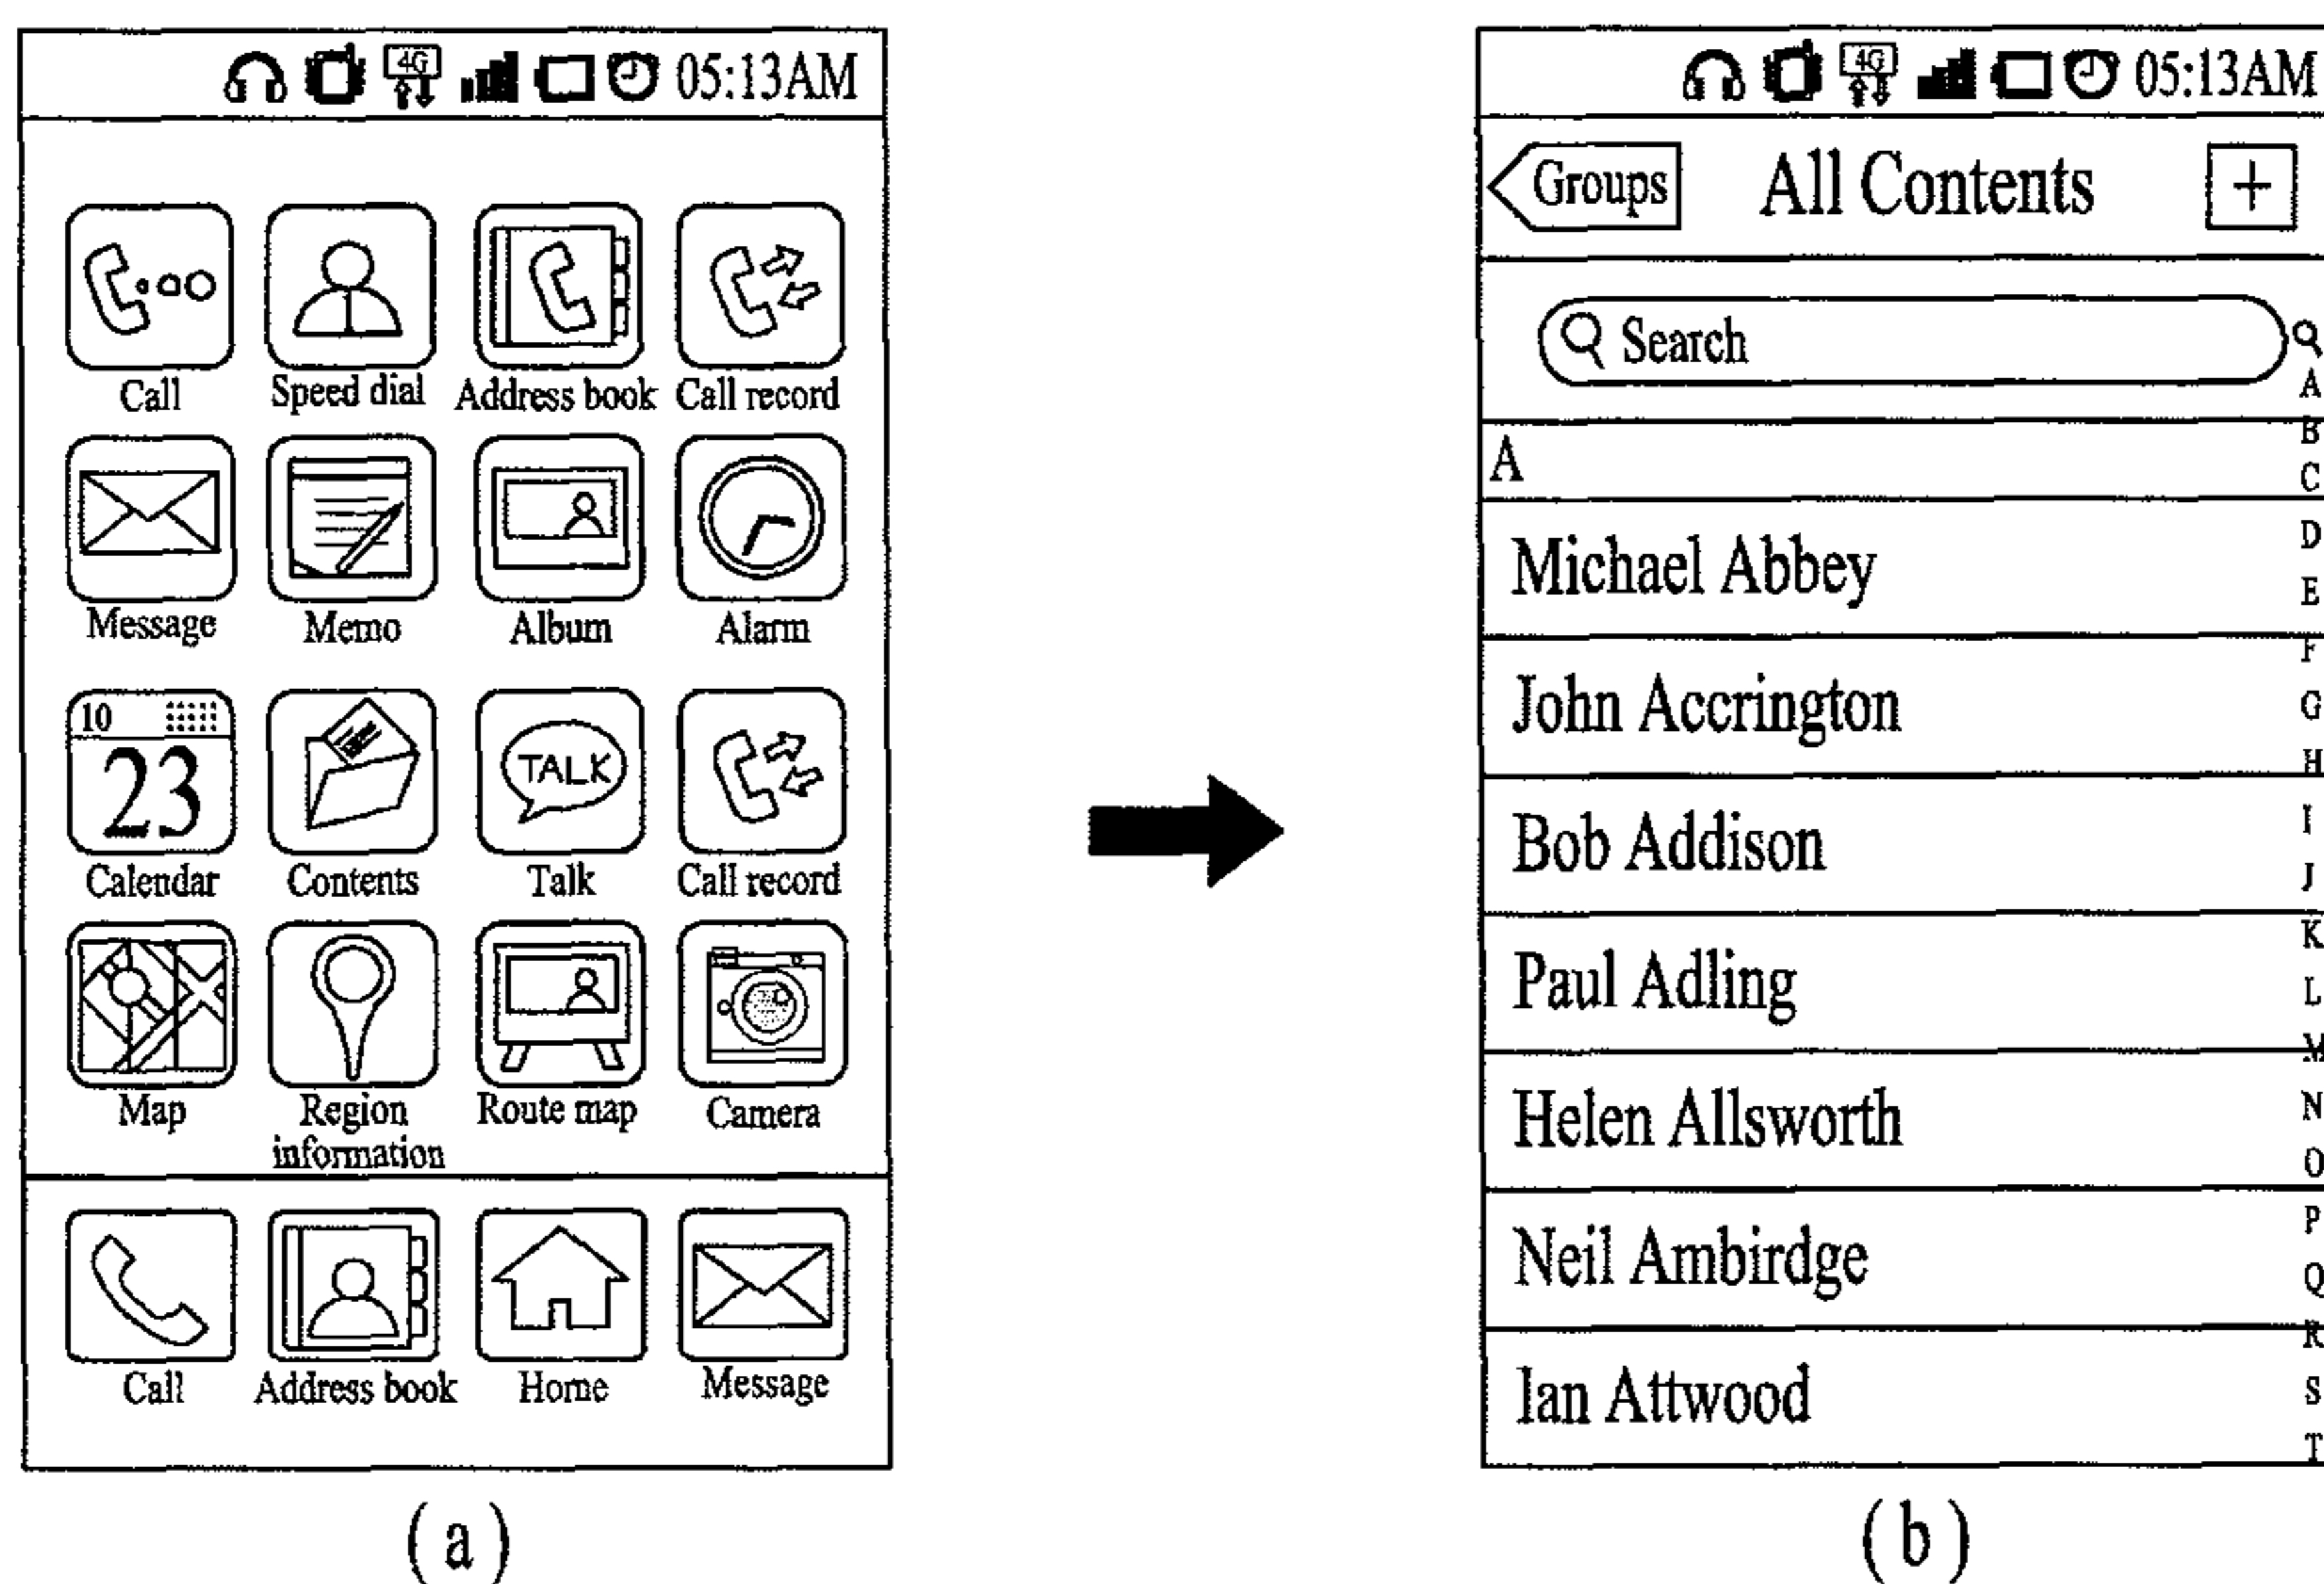 4G 05:13AM
Call Speed dial Address book Call record
Message Memo Album Alarm
10
23
TALK
Calendar Contents Talk Call record
Map Region information Route map Camera
Call Address book Home Message
(a)
4G 05:13AM
Groups All Contents +
Search
A
Michael Abbey
John Accrington
Bob Addison
Paul Adling
Helen Allsworth
Neil Ambirdge
Ian Attwood
A
B
C
D
E
F
G
H
I
J
K
L
M
N
O
P
Q
R
S
T
(b)